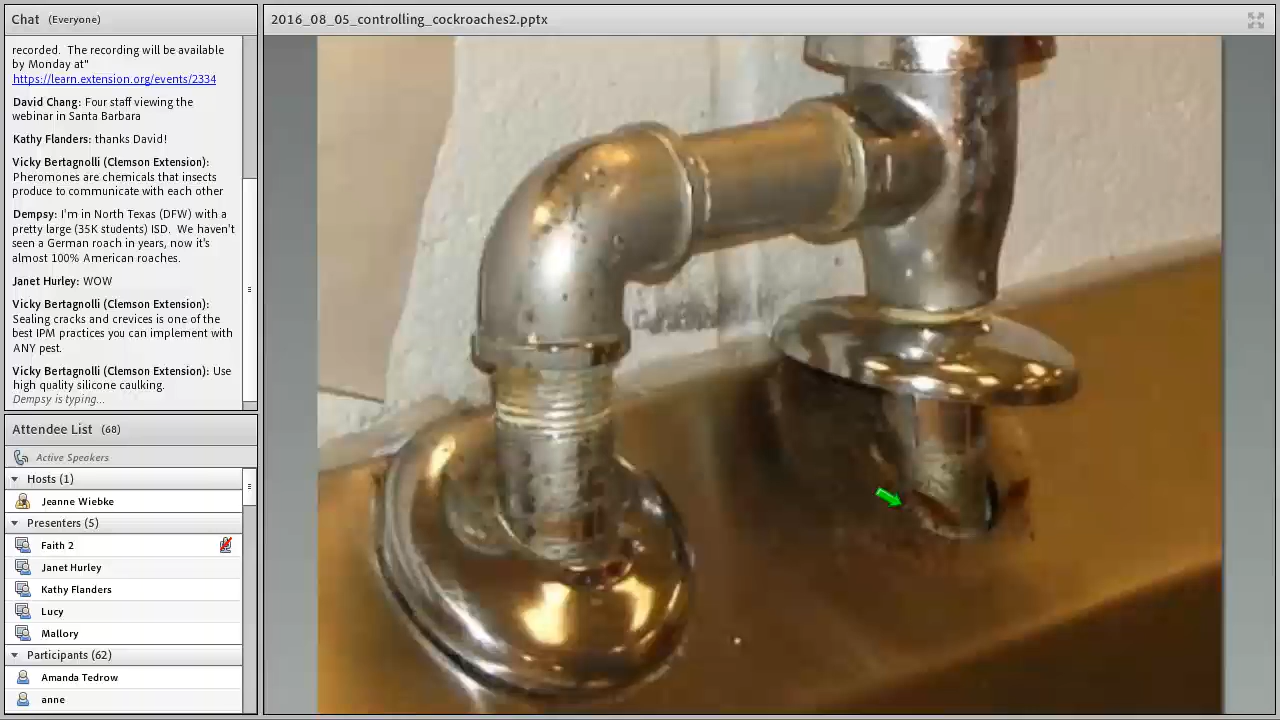 Chat (Everyone)
recorded.  The recording will be available
by Monday at"
https://learn.extension.org/events/2334
David Chang: Four staff viewing the
webinar in Santa Barbara
Kathy Flanders: thanks David!
Vicky Bertagnolli (Clemson Extension):
Pheromones are chemicals that insects
produce to communicate with each other
Dempsy: I'm in North Texas (DFW) with a
pretty large (35K students) ISD.  We haven't
seen a German roach in years, now it's
almost 100% American roaches.
Janet Hurley: WOW
Vicky Bertagnolli (Clemson Extension):
Sealing cracks and crevices is one of the
best IPM practices you can implement with
ANY pest.
Vicky Bertagnolli (Clemson Extension): Use
high quality silicone caulking.
Dempsy is typing...
Attendee List (68)
Active Speakers
Hosts (1)
Jeanne Wiebke
Presenters (5)
Faith 2
Janet Hurley
Kathy Flanders
Lucy
Mallory
Participants (62)
Amanda Tedrow
anne
2016_08_05_controlling_cockroaches2.pptx